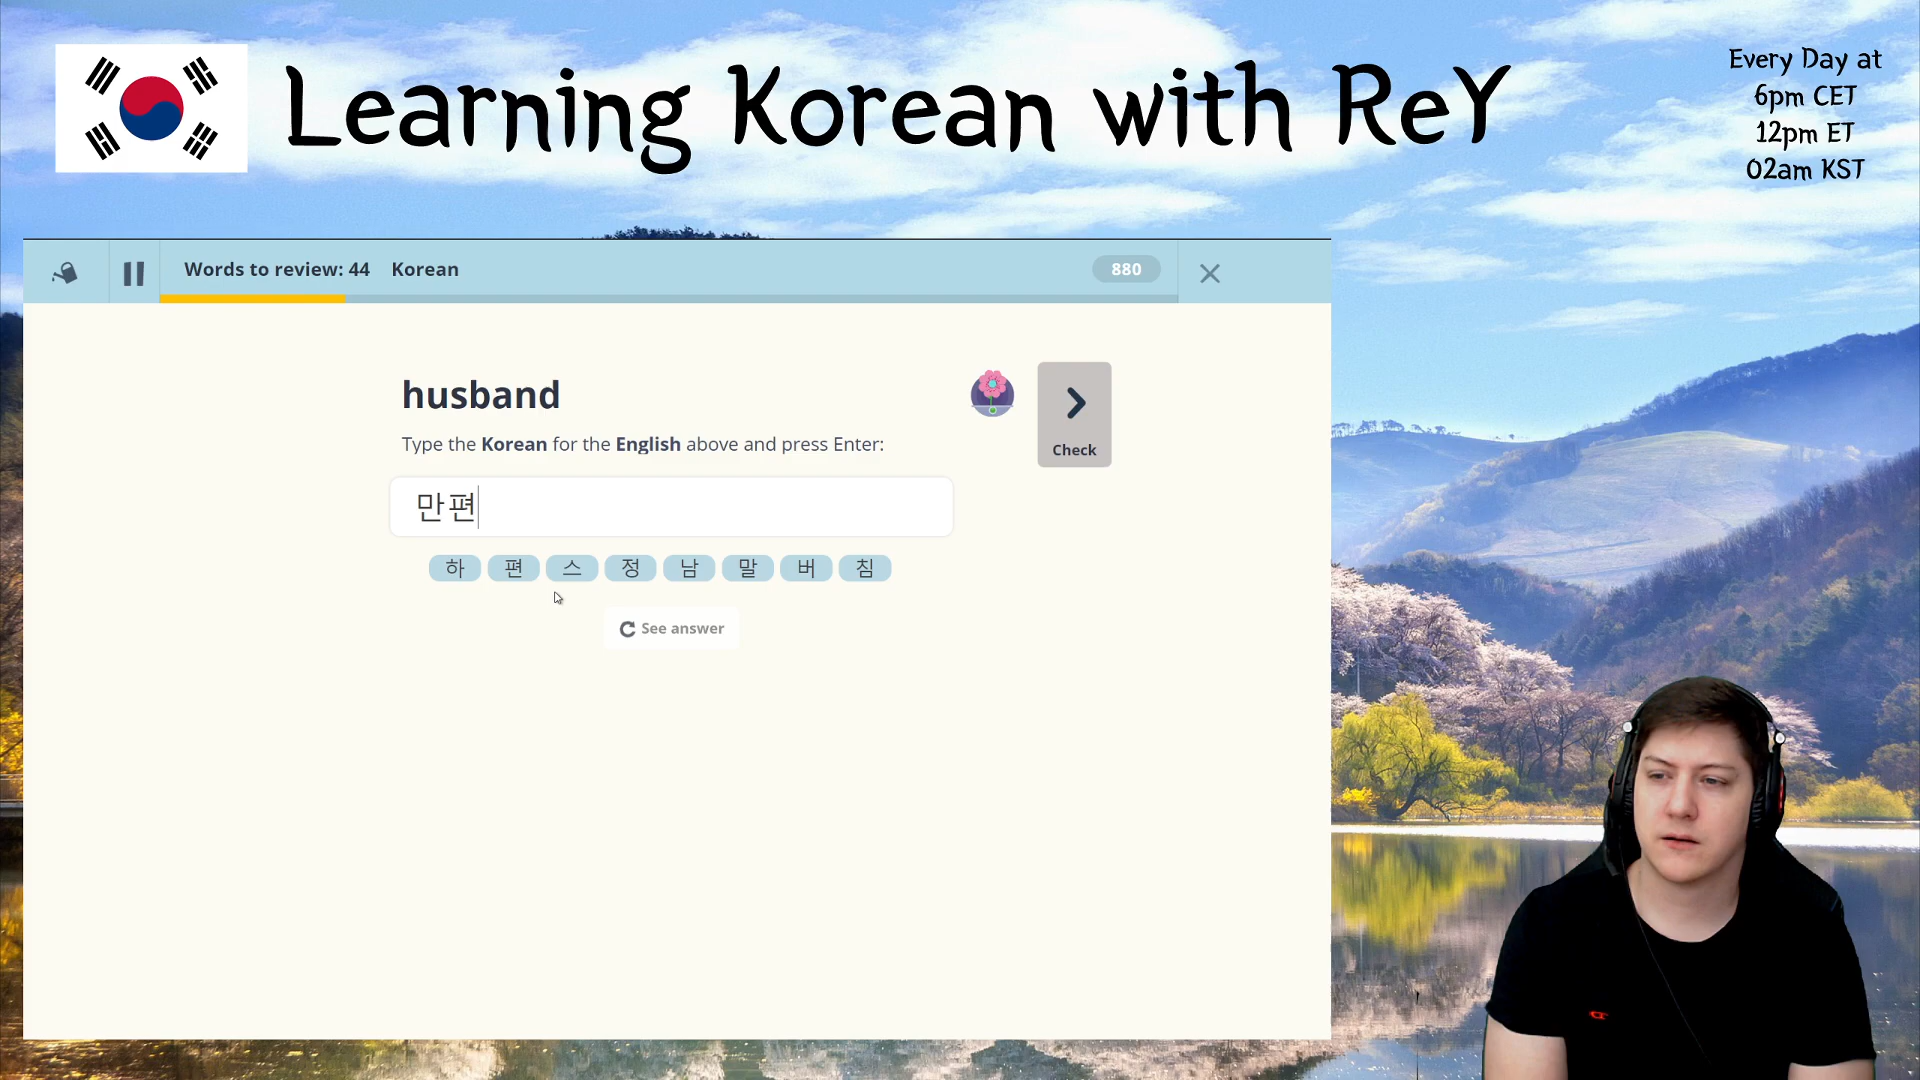 Learning Korean with ReY
Every Day at
6pm CET
12pm ET
02am KST
Words to review: 44 Korean
880
husband
Type the Korean for the English above and press Enter:
Check
만편
하 편 스 정 남 말 버 침
See answer